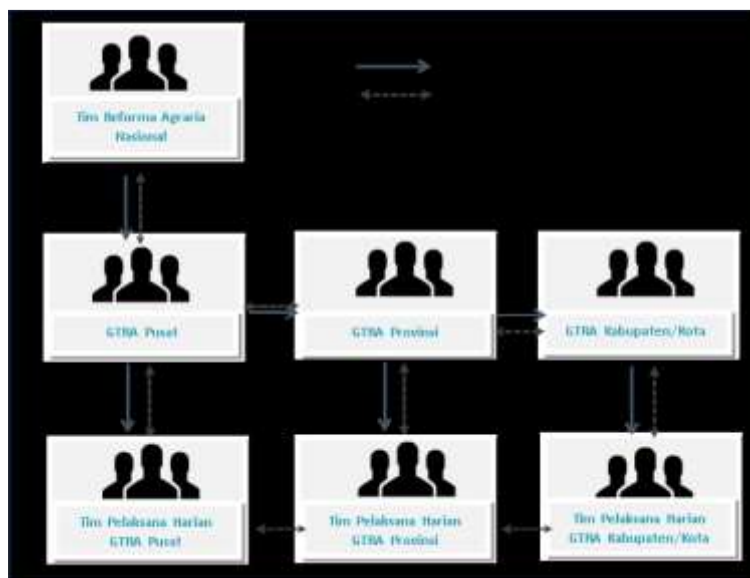 Tim Reforma Agraria
Nasional
GTRA Pusat
GTRA Provinsi
GTRA Kabupaten/Kota
Tim Pelaksana Harian
GTRA Pusat
Tim Pelaksana Harian
GTRA Provinsi
Tim Pelaksana Harian
GTRA Kabupaten/Kota